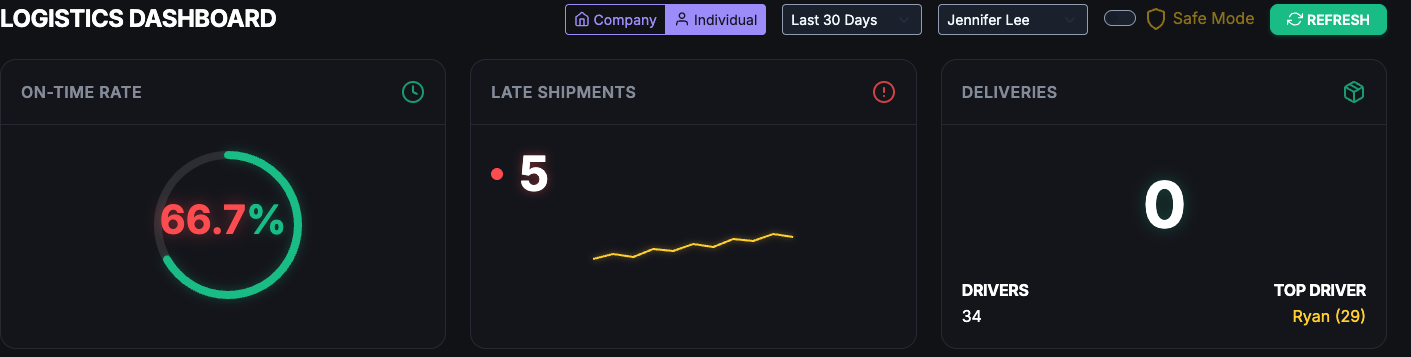 LOGISTICS DASHBOARD
Company Individual Last 30 Days Jennifer Lee Safe Mode REFRESH
ON-TIME RATE
66.7%
LATE SHIPMENTS
5
DELIVERIES
0
DRIVERS
34
TOP DRIVER
Ryan (29)